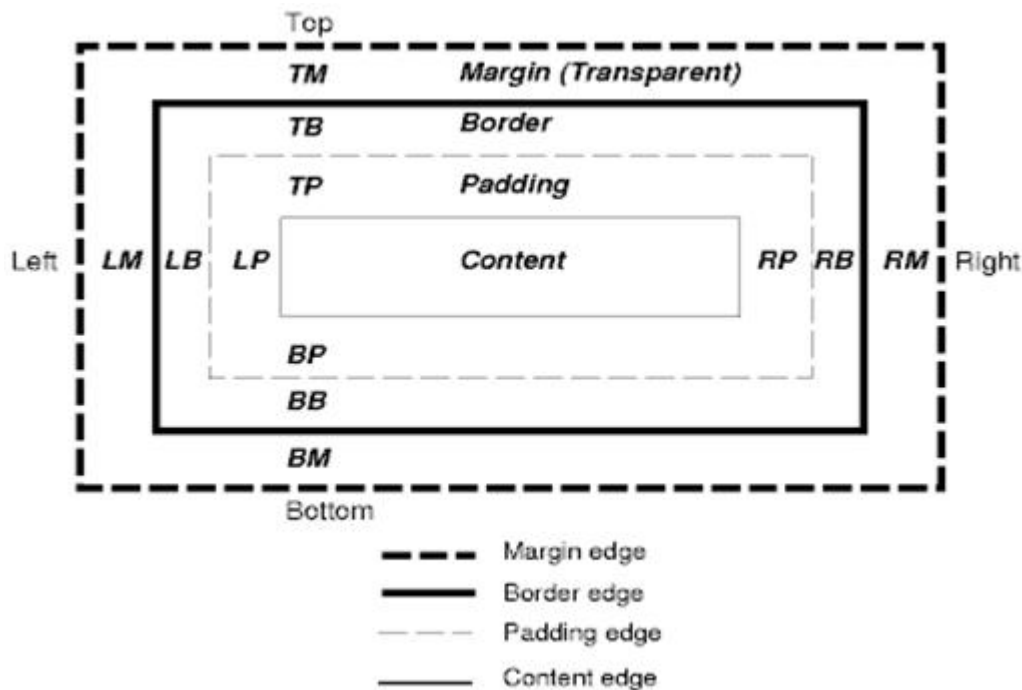 Top
TM Margin (Transparent)
TB Border
TP Padding
Left LM LB LP Content RP RB RM Right
BP
BB
BM
Bottom
Margin edge
Border edge
Padding edge
Content edge